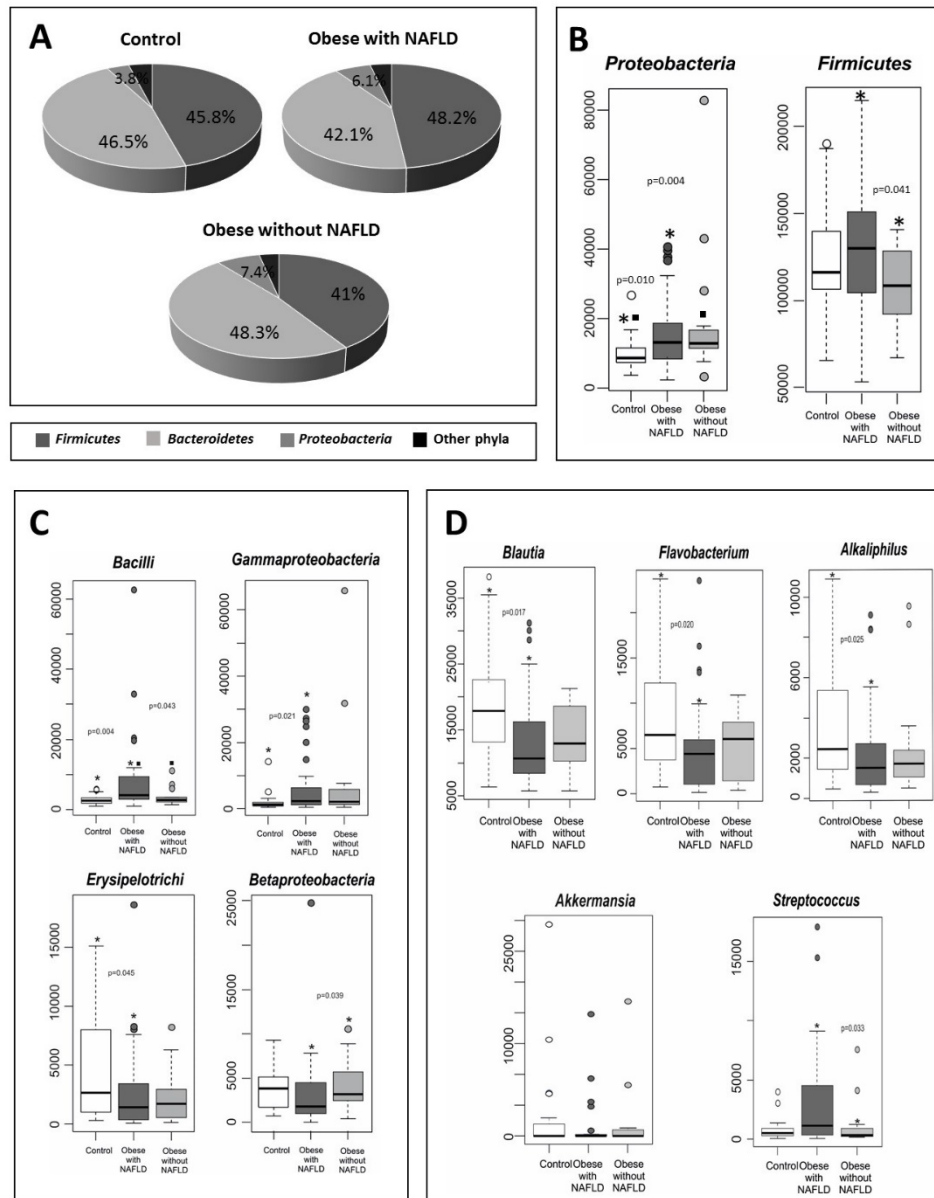 A
Control
3.8%
45.8%
46.5%
Obese with NAFLD
6.1%
48.2%
42.1%
Obese without NAFLD
7.4%
41%
48.3%
Firmicutes Bacteroidetes Proteobacteria Other phyla
B
Proteobacteria
80000
60000
40000
20000
0
p=0.004
*
p=0.010
*
Control Obese with NAFLD Obese without NAFLD
Firmicutes
200000
150000
100000
50000
*
p=0.041
*
Control Obese with NAFLD Obese without NAFLD
C
Bacilli
60000
40000
20000
0
p=0.043
p=0.004
*
*
Control Obese with NAFLD Obese without NAFLD
Gammaproteobacteria
60000
40000
20000
0
p=0.021
*
*
Control Obese with NAFLD Obese without NAFLD
Erysipelotrichi
15000
10000
5000
0
*
p=0.045
*
Control Obese with NAFLD Obese without NAFLD
Betaproteobacteria
25000
15000
5000
0
p=0.039
*
*
Control Obese with NAFLD Obese without NAFLD
D
Blautia
35000
25000
15000
5000
*
p=0.017
*
Control Obese with NAFLD Obese without NAFLD
Flavobacterium
15000
5000
0
*
p=0.020
*
Control Obese with NAFLD Obese without NAFLD
Alkaliphilus
10000
6000
2000
0
*
p=0.025
*
Control Obese with NAFLD Obese without NAFLD
Akkermansia
25000
10000
0
Control Obese with NAFLD Obese without NAFLD
Streptococcus
15000
5000
0
*
p=0.033
*
Control Obese with NAFLD Obese without NAFLD